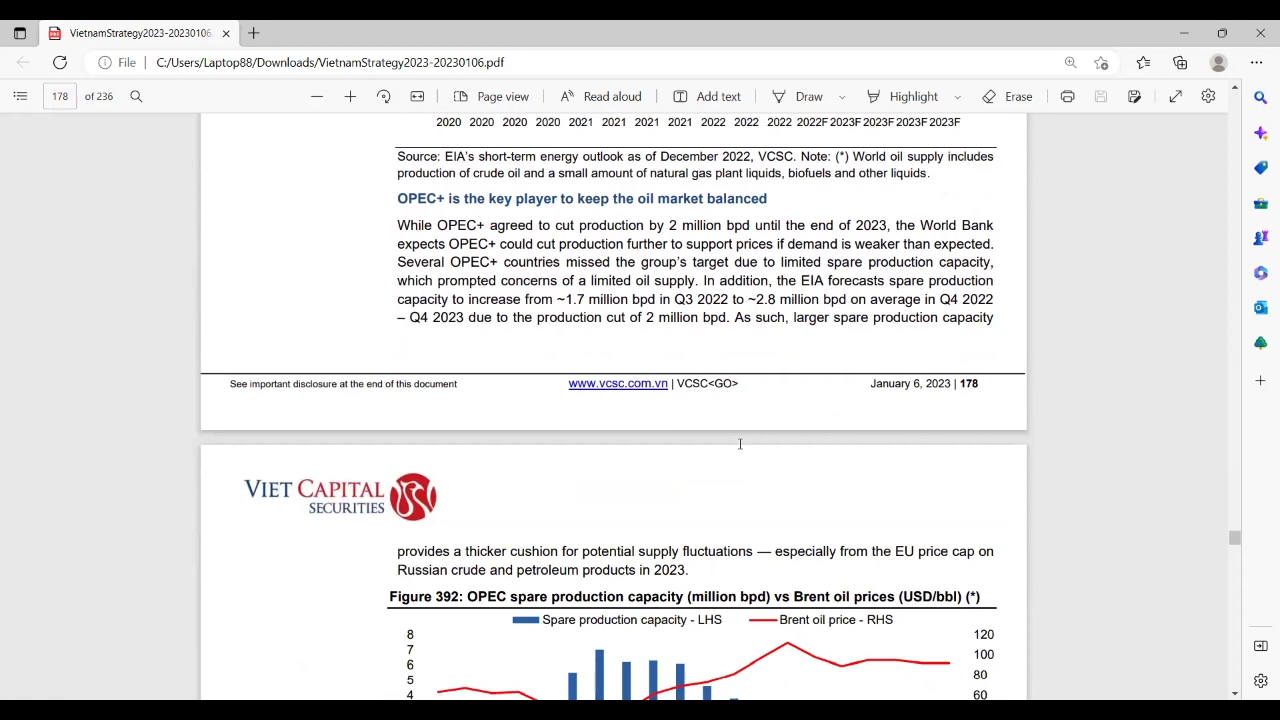 VietnamStrategy2023-20230106.
File
C:/Users/Laptop88/Downloads/VietnamStrategy2023-20230106.pdf
178 of 236
Page view
Read aloud
Add text
Draw
Highlight
Erase
2020 2020 2020 2020 2021 2021 2021 2021 2022 2022 2022 2022F 2023F 2023F 2023F 2023F
Source: EIA's short-term energy outlook as of December 2022, VCSC. Note: (*) World oil supply includes
production of crude oil and a small amount of natural gas plant liquids, biofuels and other liquids.
OPEC+ is the key player to keep the oil market balanced
While OPEC+ agreed to cut production by 2 million bpd until the end of 2023, the World Bank
expects OPEC+ could cut production further to support prices if demand is weaker than expected.
Several OPEC+ countries missed the group's target due to limited spare production capacity,
which prompted concerns of a limited oil supply. In addition, the EIA forecasts spare production
capacity to increase from ~1.7 million bpd in Q3 2022 to ~2.8 million bpd on average in Q4 2022
– Q4 2023 due to the production cut of 2 million bpd. As such, larger spare production capacity
See important disclosure at the end of this document
www.vcsc.com.vn | VCSC<GO>
January 6, 2023 | 178
VIET CAPITAL
SECURITIES
provides a thicker cushion for potential supply fluctuations — especially from the EU price cap on
Russian crude and petroleum products in 2023.
Figure 392: OPEC spare production capacity (million bpd) vs Brent oil prices (USD/bbl) (*)
Spare production capacity - LHS
Brent oil price - RHS
8
7
6
5
4
120
100
80
60